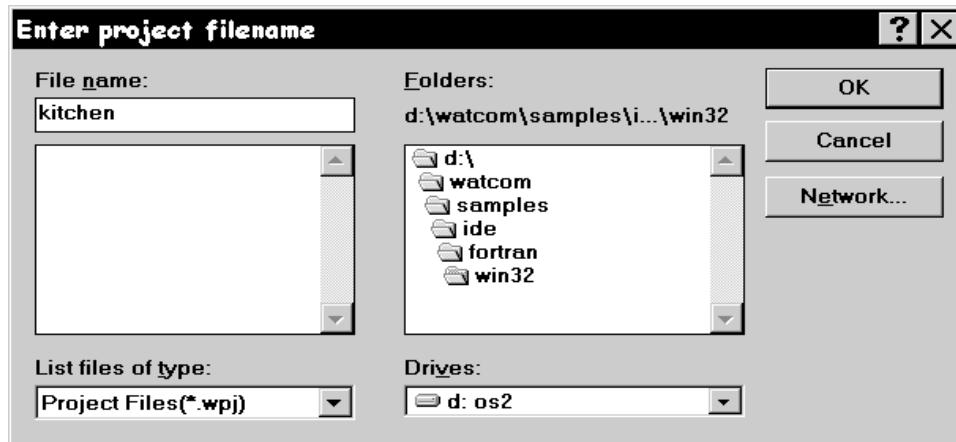 Enter project filename
File name:
kitchen
Folders:
d:\watcom\samples\i...\win32
d:\
watcom
samples
ide
fortran
win32
OK
Cancel
Network...
List files of type:
Project Files(*.wpj)
Drives:
d: os2